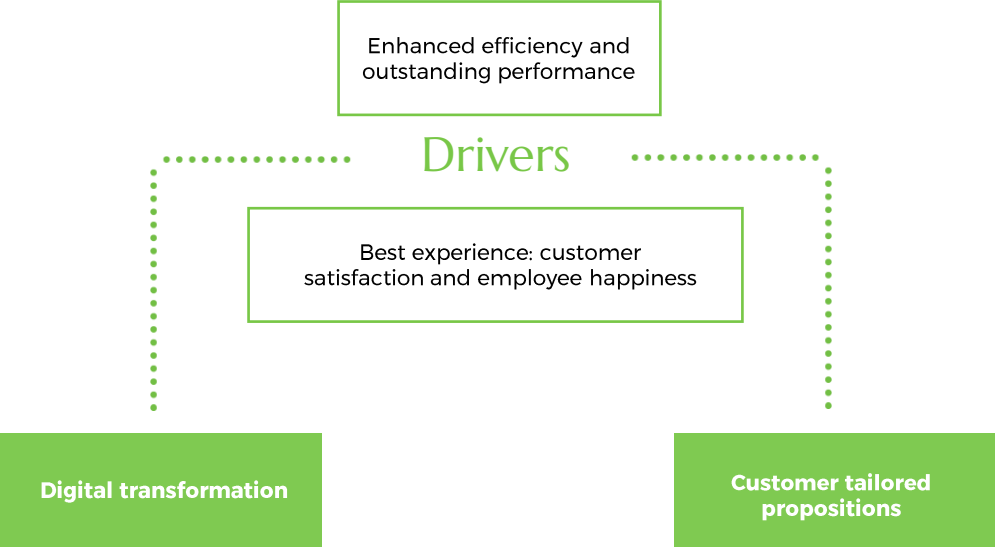 Enhanced efficiency and
outstanding performance
Drivers
Best experience: customer
satisfaction and employee happiness
Digital transformation
Customer tailored
propositions